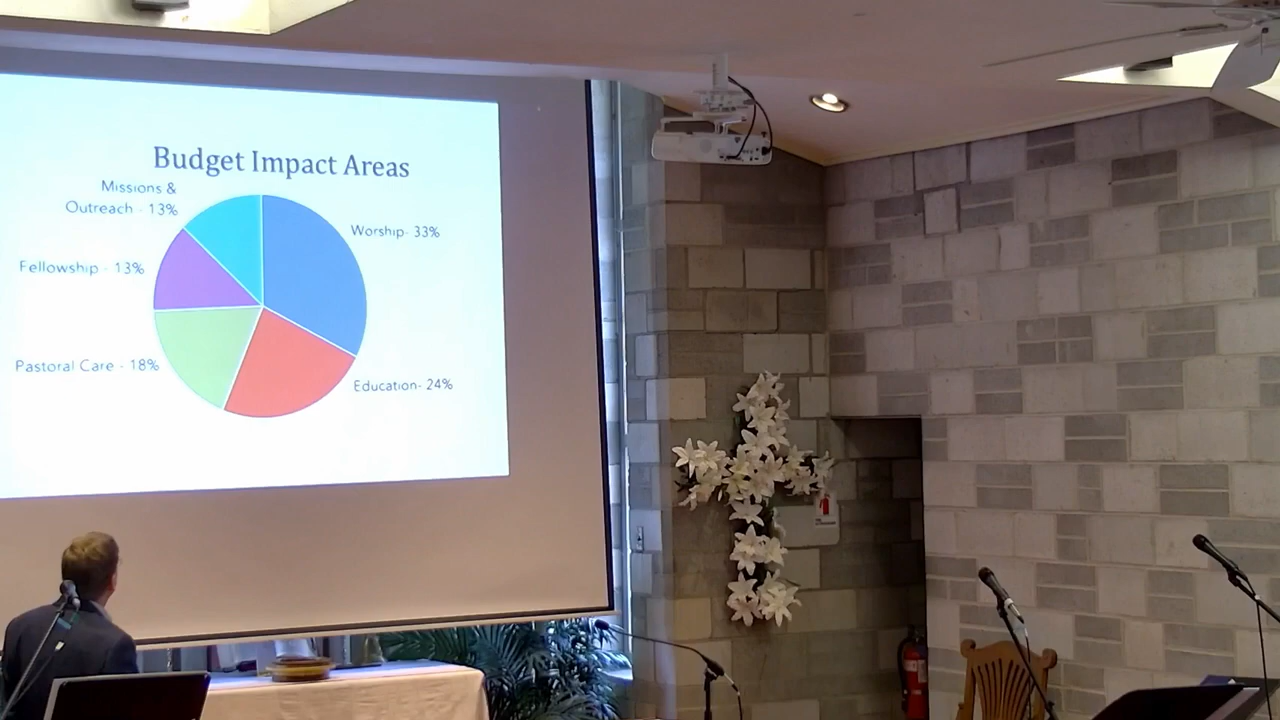 Budget Impact Areas
Missions &
Outreach - 13%
Worship- 33%
Fellowship - 13%
Pastoral Care - 18%
Education- 24%